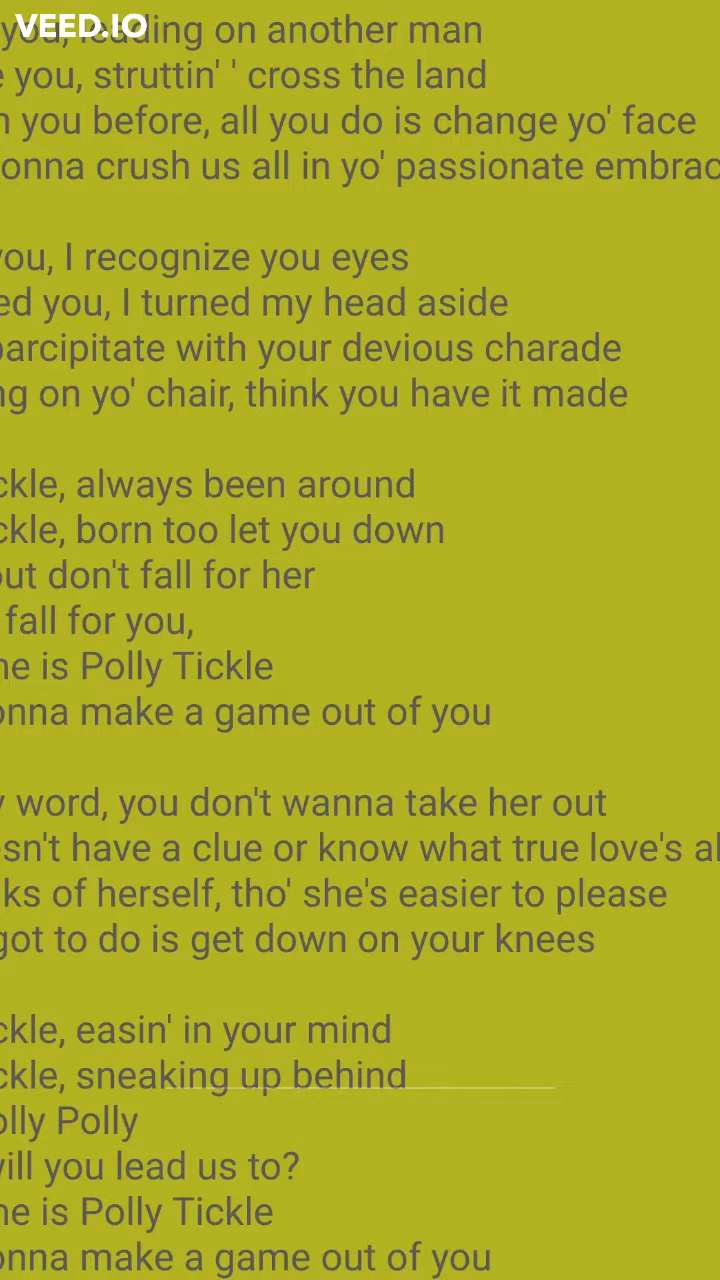 VEED.IO
you, leading on another man
e you, struttin' ' cross the land
n you before, all you do is change yo' face
onna crush us all in yo' passionate embrac
you, I recognize you eyes
ed you, I turned my head aside
parcipitate with your devious charade
ng on yo' chair, think you have it made
ckle, always been around
ckle, born too let you down
out don't fall for her
fall for you,
ne is Polly Tickle
onna make a game out of you
y word, you don't wanna take her out
esn't have a clue or know what true love's al
ks of herself, tho' she's easier to please
got to do is get down on your knees
ckle, easin' in your mind
ckle, sneaking up behind
olly Polly
will you lead us to?
ne is Polly Tickle
onna make a game out of you